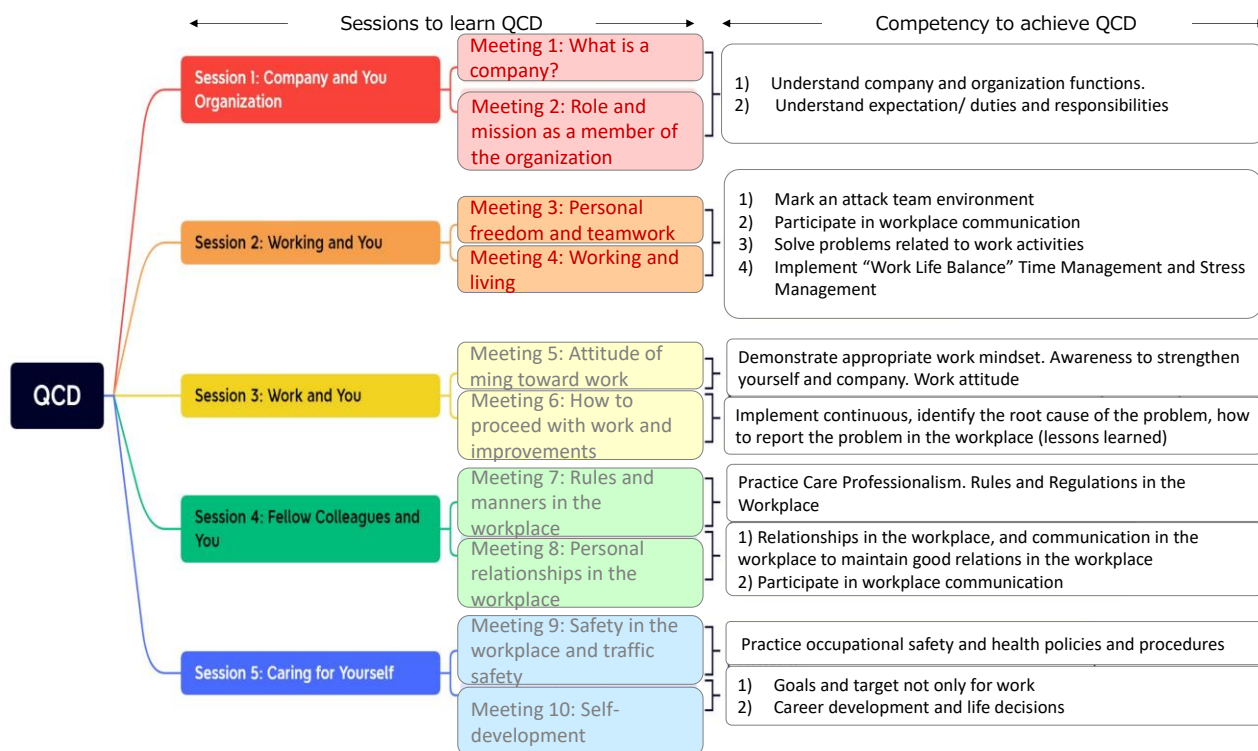 Sessions to learn QCD
Competency to achieve QCD
QCD
Session 1: Company and You
Organization
Meeting 1: What is a
company?
Meeting 2: Role and
mission as a member of
the organization
1) Understand company and organization functions.
2) Understand expectation/ duties and responsibilities
Session 2: Working and You
Meeting 3: Personal
freedom and teamwork
Meeting 4: Working and
living
1) Mark an attack team environment
2) Participate in workplace communication
3) Solve problems related to work activities
4) Implement “Work Life Balance” Time Management and Stress
Management
Session 3: Work and You
Meeting 5: Attitude of
ming toward work
Demonstrate appropriate work mindset. Awareness to strengthen
yourself and company. Work attitude
Meeting 6: How to
proceed with work and
improvements
Implement continuous, identify the root cause of the problem, how
to report the problem in the workplace (lessons learned)
Session 4: Fellow Colleagues and
You
Meeting 7: Rules and
manners in the
workplace
Practice Care Professionalism. Rules and Regulations in the
Workplace
Meeting 8: Personal
relationships in the
workplace
1) Relationships in the workplace, and communication in the
workplace to maintain good relations in the workplace
2) Participate in workplace communication
Session 5: Caring for Yourself
Meeting 9: Safety in the
workplace and traffic
safety
Practice occupational safety and health policies and procedures
Meeting 10: Self-
development
1) Goals and target not only for work
2) Career development and life decisions